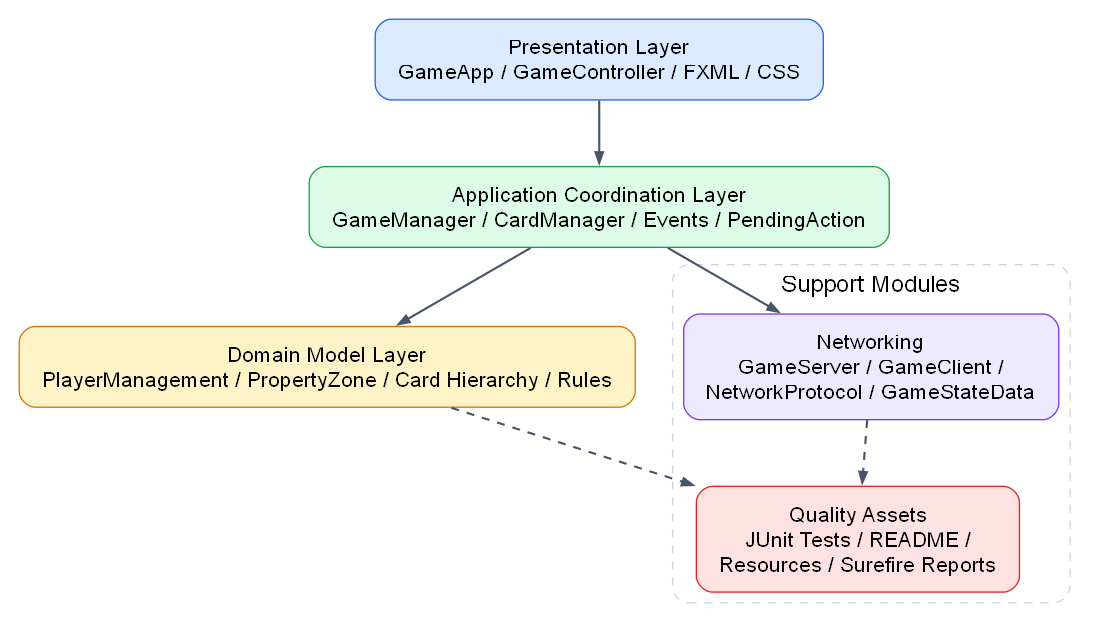 Presentation Layer
GameApp / GameController / FXML / CSS
Application Coordination Layer
GameManager / CardManager / Events / PendingAction
Support Modules
Domain Model Layer
PlayerManagement / PropertyZone / Card Hierarchy / Rules
Networking
GameServer / GameClient /
NetworkProtocol / GameStateData
Quality Assets
JUnit Tests / README /
Resources / Surefire Reports